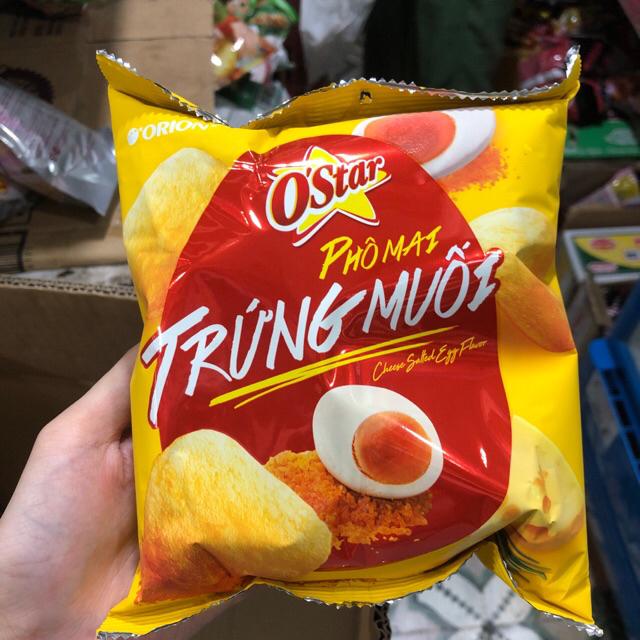 ORION
O'Star
PHÔ MAI
TRỨNG MUỐI
Cheese Salted Egg Flavor